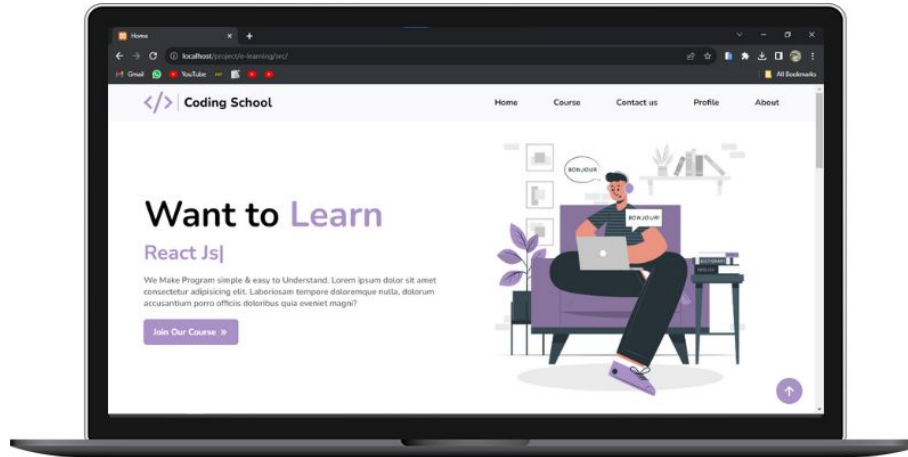 Home
localhost/project/e-learning/src/
Gmail YouTube All Bookmarks
</> Coding School Home Course Contact us Profile About
BONJOUR
BONJOUR!
Want to Learn
React Js|
We Make Program simple & easy to Understand. Lorem ipsum dolor sit amet
consectetur adipisicing elit. Laboriosam tempore doloremque nulla, dolorum
accusantium porro officiis doloribus quia eveniet magni?
Join Our Course »
DICTIONARY
ENGLISH